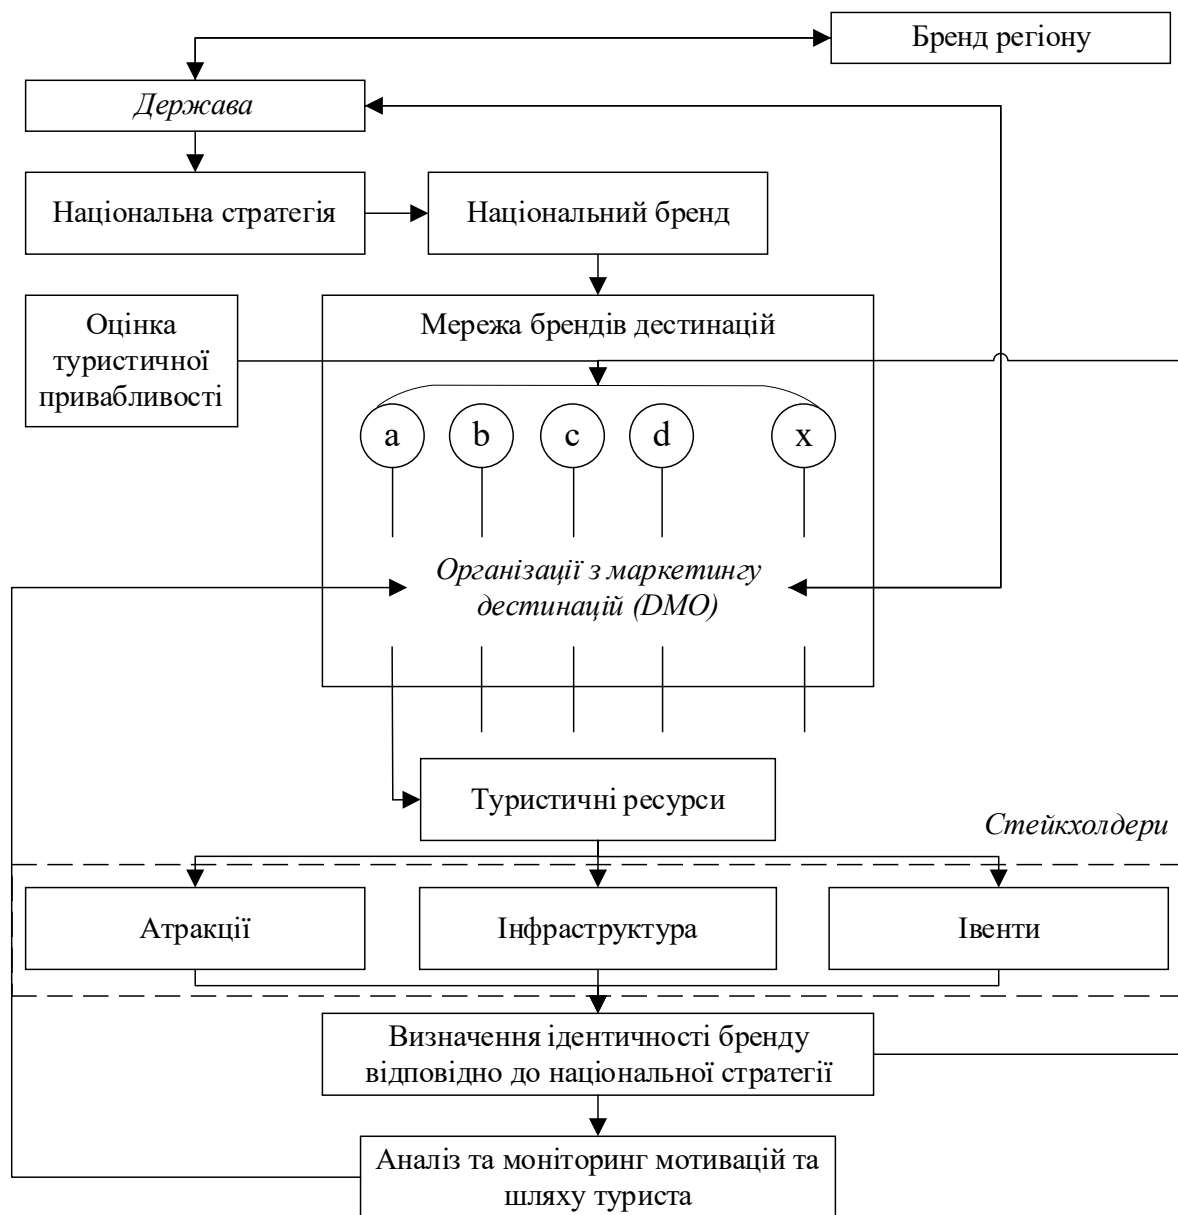 Бренд регіону
Держава
Національна стратегія
Національний бренд
Оцінка
туристичної
привабливості
Мережа брендів дестинацій
a b c d x
Організації з маркетингу
дестинацій (DMO)
Туристичні ресурси
Стейкхолдери
Атракції
Інфраструктура
Івенти
Визначення ідентичності бренду
відповідно до національної стратегії
Аналіз та моніторинг мотивацій та
шляху туриста